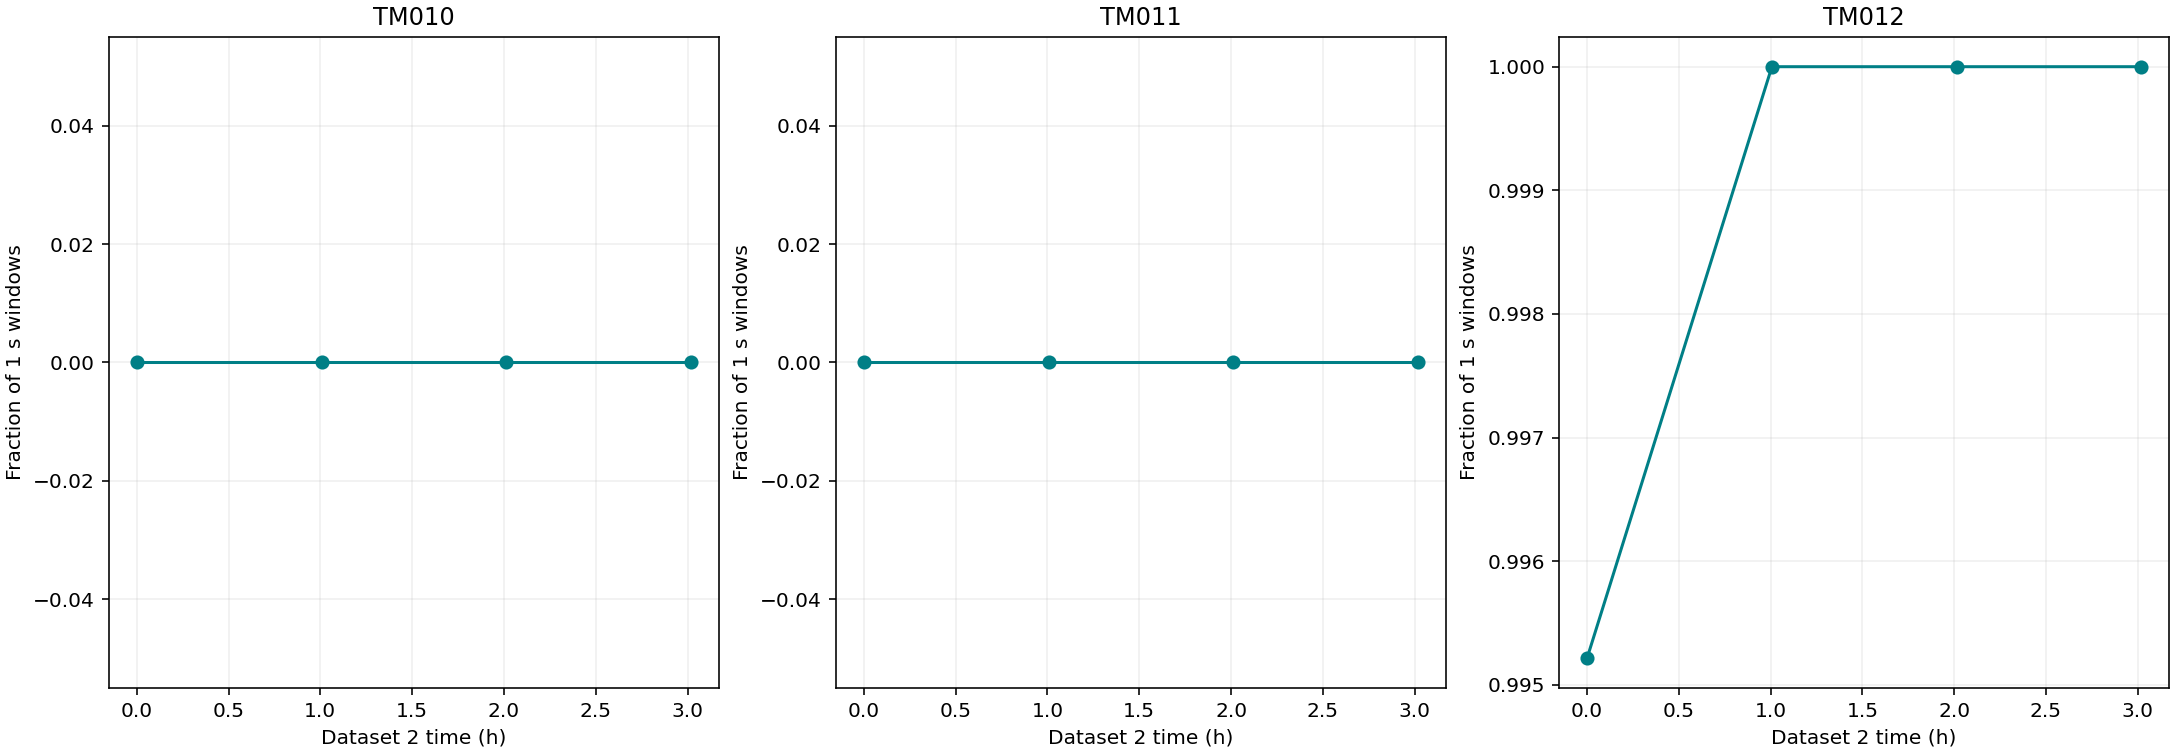 TM010
Fraction of 1 s windows
0.04
0.02
0.00
−0.02
−0.04
0.0 0.5 1.0 1.5 2.0 2.5 3.0
Dataset 2 time (h)
TM011
Fraction of 1 s windows
0.04
0.02
0.00
−0.02
−0.04
0.0 0.5 1.0 1.5 2.0 2.5 3.0
Dataset 2 time (h)
TM012
Fraction of 1 s windows
1.000
0.999
0.998
0.997
0.996
0.995
0.0 0.5 1.0 1.5 2.0 2.5 3.0
Dataset 2 time (h)